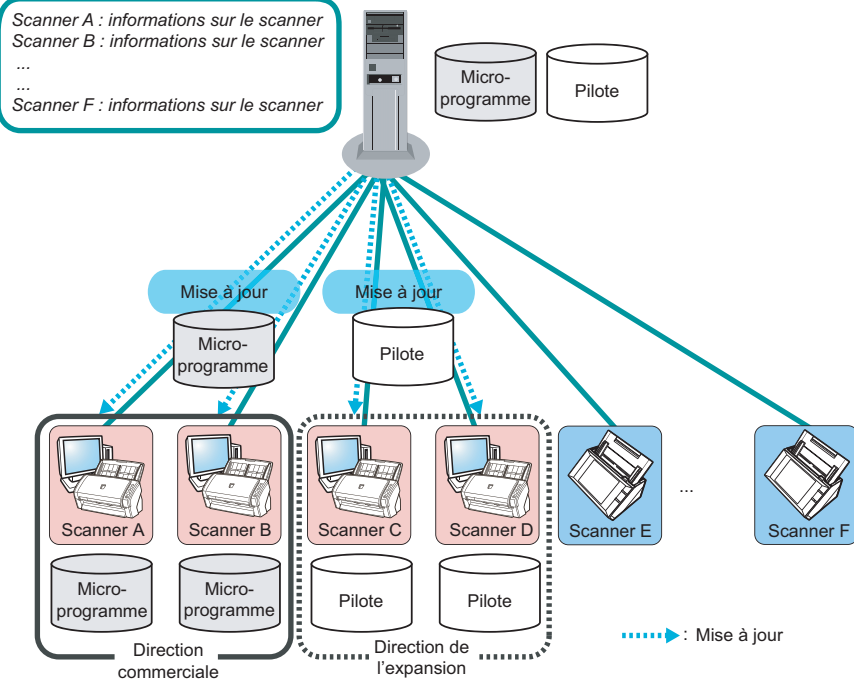 Scanner A : informations sur le scanner
Scanner B : informations sur le scanner
...
...
Scanner F : informations sur le scanner
Micro-
programme
Pilote
Mise à jour
Mise à jour
Micro-
programme
Pilote
Scanner A
Scanner B
Scanner C
Scanner D
Scanner E
...
Scanner F
Micro-
programme
Micro-
programme
Pilote
Pilote
Direction
commerciale
Direction de
l'expansion
: Mise à jour